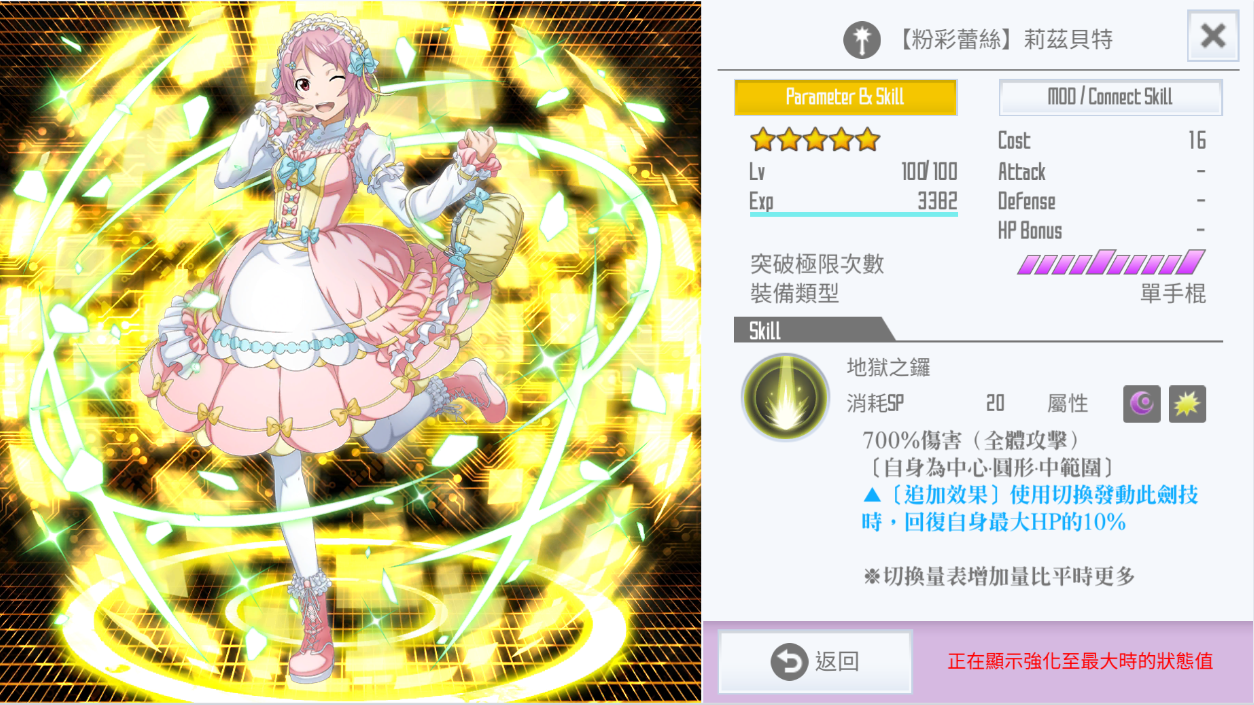 【粉彩蕾絲】莉茲貝特
Parameter & Skill
MOD / Connect Skill
Cost 16
Lv 100/100
Attack -
Exp 3382
Defense -
HP Bonus -
突破極限次數
裝備類型 單手棍
Skill
地獄之鑼
消耗SP 20 屬性
700%傷害（全體攻擊）
〔自身為中心‧圓形‧中範圍〕
▲〔追加效果〕使用切換發動此劍技
時，回復自身最大HP的10%
※切換量表增加量比平時更多
返回
正在顯示強化至最大時的狀態值